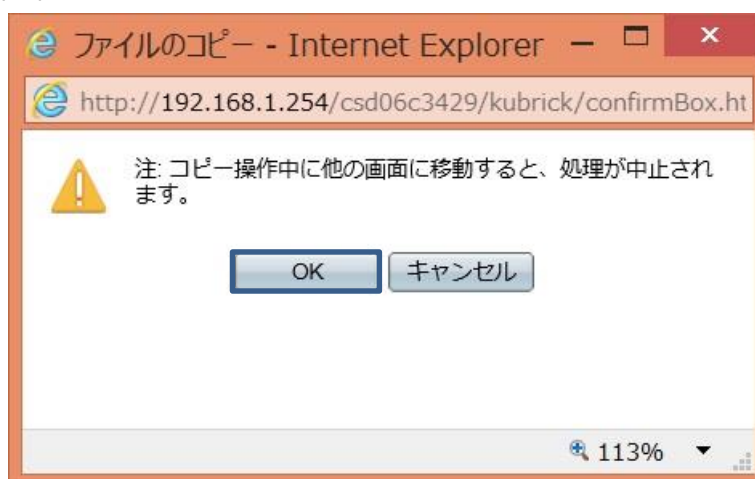 ファイルのコピー - Internet Explorer
http://192.168.1.254/csd06c3429/kubrick/confirmBox.ht
注: コピー操作中に他の画面に移動すると、処理が中止され
ます。
OK キャンセル
113%